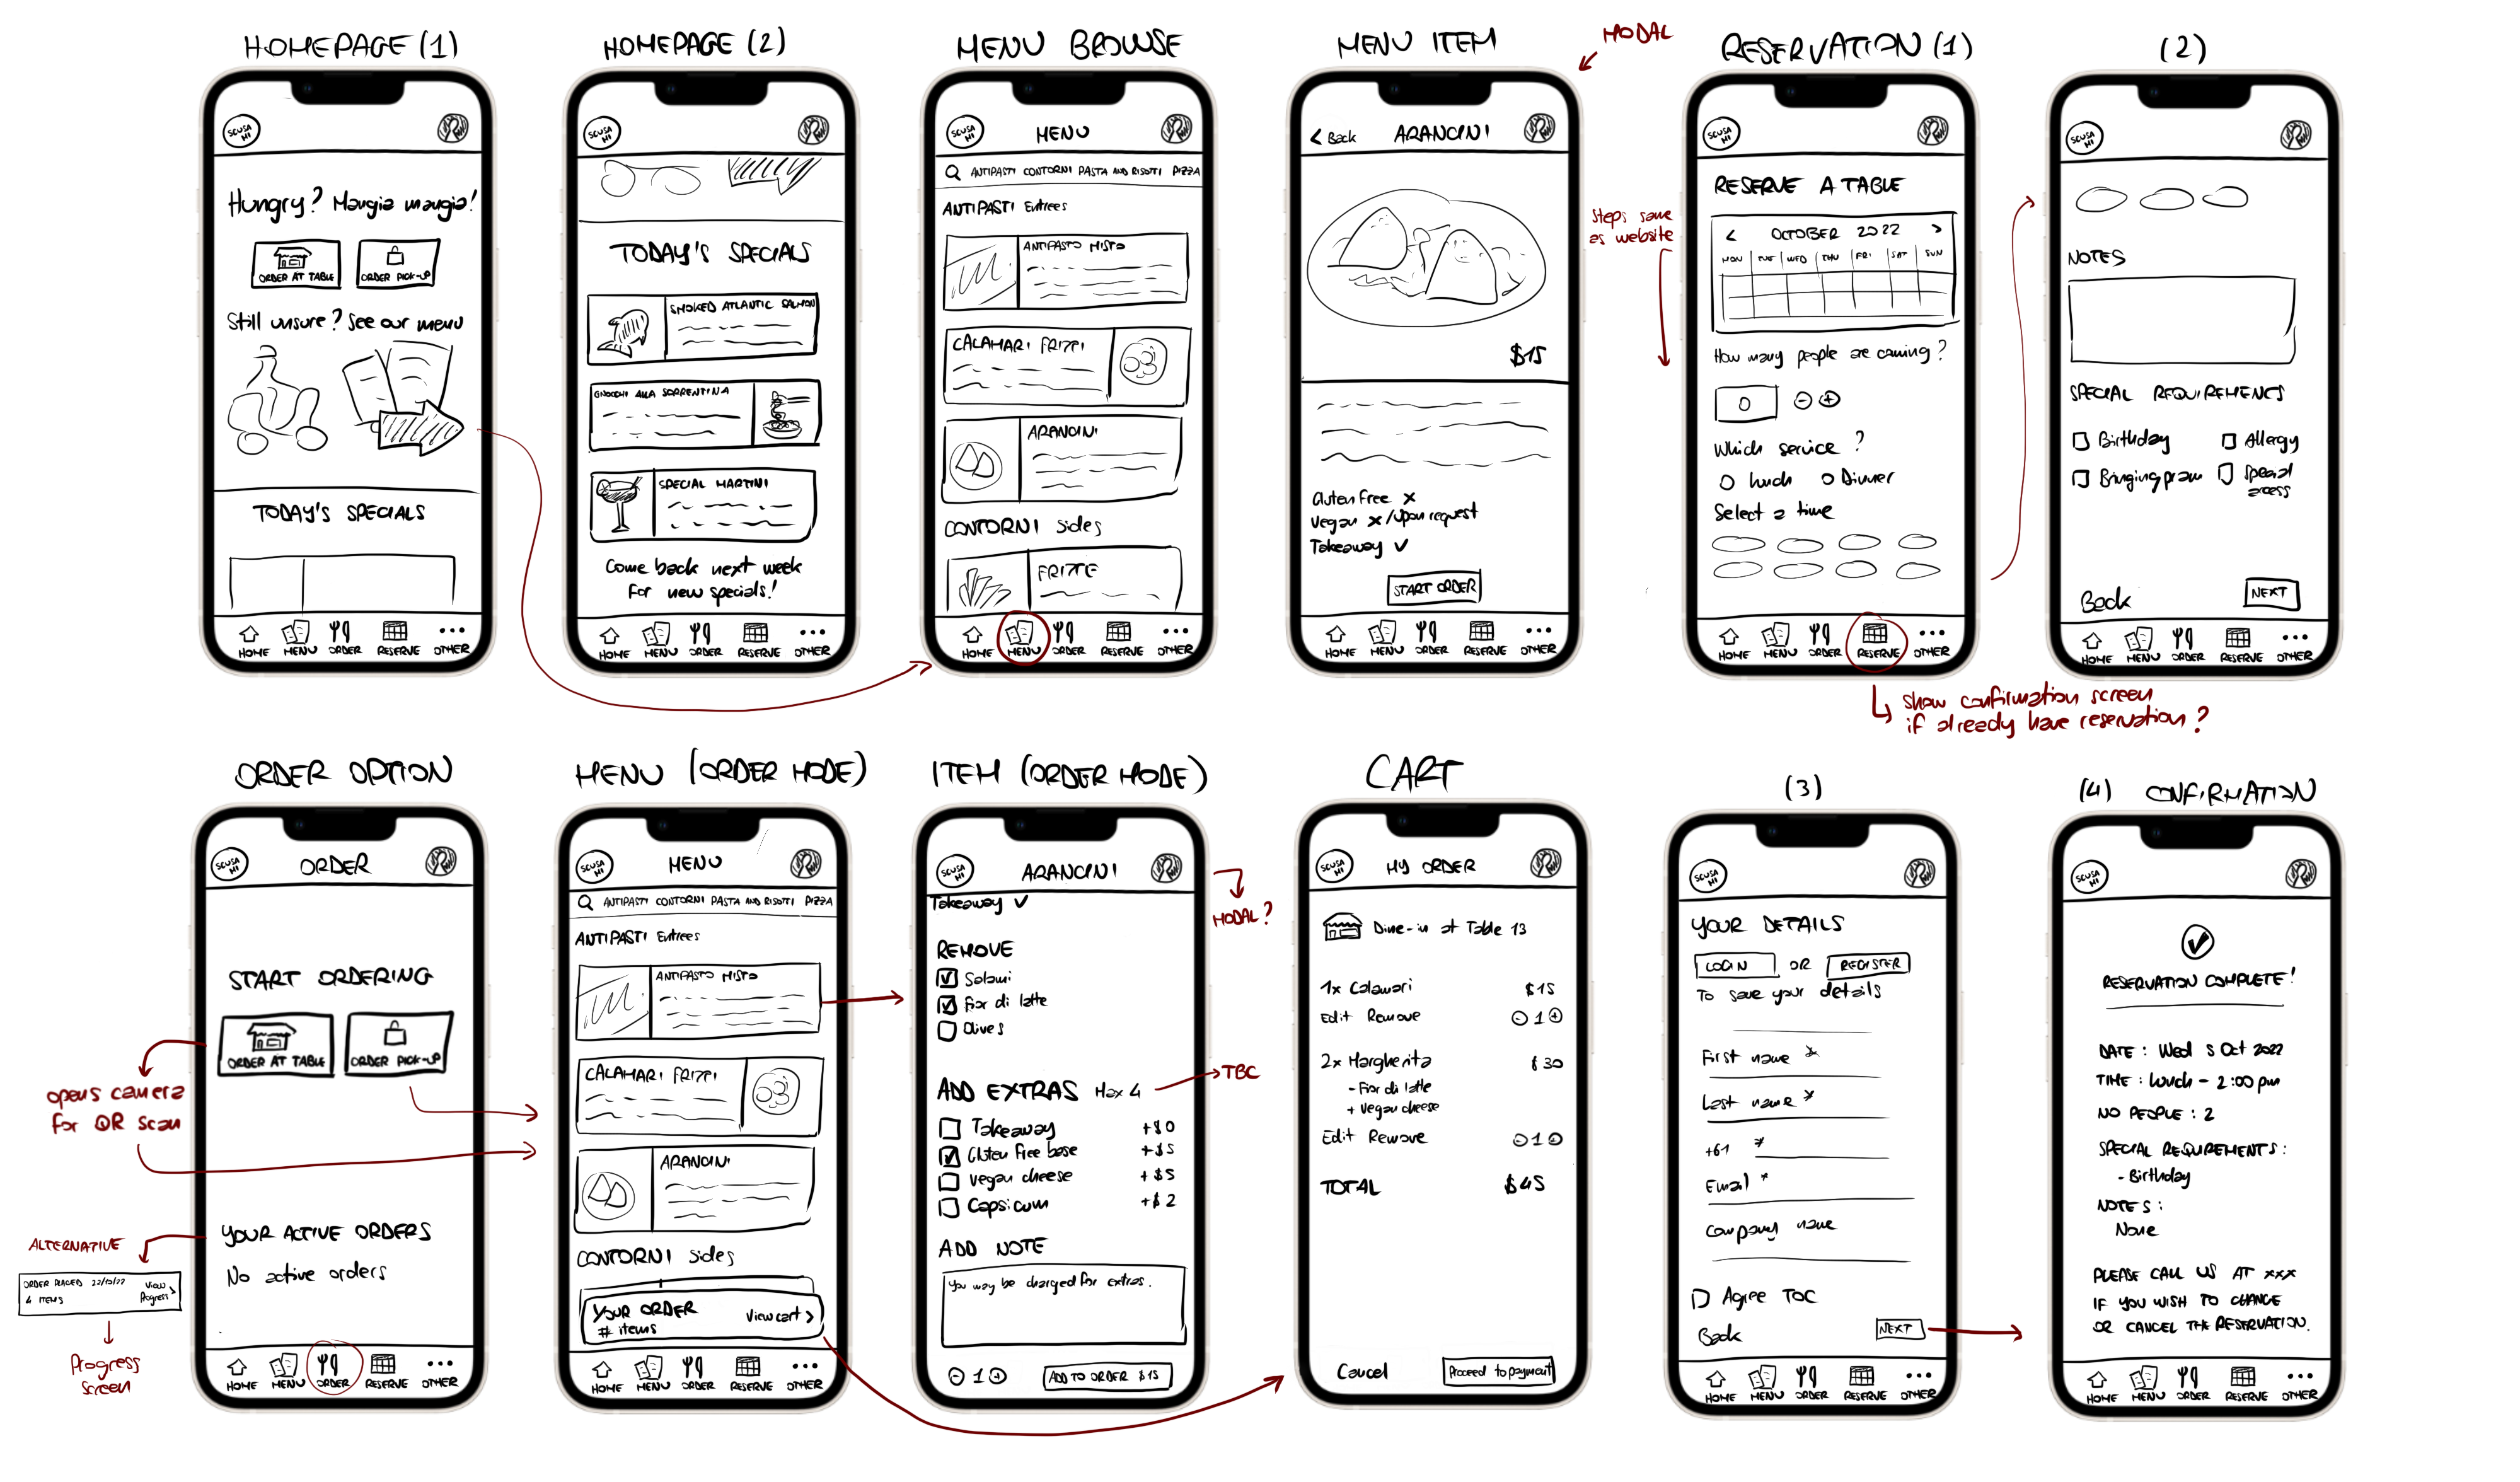 HOMEPAGE (1)
SCUSA
MI
Hungry? Mangia mangia!
ORDER AT TABLE
ORDER PICK-UP
Still unsure? See our menu
TODAY'S SPECIALS
HOME MENU ORDER RESERVE OTHER
HOMEPAGE (2)
SCUSA
MI
TODAY'S SPECIALS
SMOKED ATLANTIC SALMON
GNOCCHI ALLA SORRENTINA
SPECIAL MARTINI
Come back next week
for new specials!
HOME MENU ORDER RESERVE OTHER
MENU BROWSE
SCUSA
MI
MENU
ANTIPASTI CONTORNI PASTA AND RISOTTI PIZZA
ANTIPASTI Entrees
ANTIPASTO MISTO
CALAMARI FRITTI
ARANCINI
CONTORNI Sides
FRITTE
HOME MENU ORDER RESERVE OTHER
MENU ITEM
MODAL
< Back
ARANCINI
$15
Gluten Free x
Vegan x/Upon request
Takeaway ✓
START ORDER
HOME MENU ORDER RESERVE OTHER
RESERVATION (1)
Steps same
as website
SCUSA
MI
RESERVE A TABLE
< OCTOBER 2022 >
MON TUE WED THU FRI SAT SUN
How many people are coming?
0 - +
Which service?
Lunch Dinner
Select a time
HOME MENU ORDER RESERVE OTHER
show confirmation screen
if already have reservation?
(2)
SCUSA
MI
NOTES
SPECIAL REQUIREMENTS
Birthday Allergy
Bringing pram Special
access
Back NEXT
HOME MENU ORDER RESERVE OTHER
ORDER OPTION
SCUSA
MI
ORDER
START ORDERING
ORDER AT TABLE
ORDER PICK-UP
opens camera
for QR scan
YOUR ACTIVE ORDERS
No active orders
ALTERNATIVE
ORDER PLACED 22/10/22
4 ITEMS
View
Progress >
Progress
screen
HOME MENU ORDER RESERVE OTHER
MENU (ORDER MODE)
SCUSA
MI
MENU
ANTIPASTI CONTORNI PASTA AND RISOTTI PIZZA
ANTIPASTI Entrees
ANTIPASTO MISTO
CALAMARI FRITTI
ARANCINI
CONTORNI Sides
YOUR ORDER
# items
View cart >
HOME MENU ORDER RESERVE OTHER
ITEM (ORDER MODE)
SCUSA
MI
ARANCINI
MODAL?
Takeaway ✓
REMOVE
Salami
Fior di latte
Olives
ADD EXTRAS Max 4
TBC
Takeaway +$0
Gluten free base +$5
Vegan cheese +$5
Capsicum +$2
ADD NOTE
You may be charged for extras.
- 1 +
ADD TO ORDER $15
CART
SCUSA
MI
MY ORDER
Dine-in at Table 13
1x Calamari $15
Edit Remove - 1 +
2x Margherita $30
- Fior di latte
+ Vegan cheese
Edit Remove - 1 +
TOTAL $45
Cancel
Proceed to payment
(3)
SCUSA
MI
YOUR DETAILS
LOGIN OR REGISTER
To save your details
First name *
Last name *
+61 *
Email *
Company name
Agree TOC
Back NEXT
HOME MENU ORDER RESERVE OTHER
(4) CONFIRMATION
SCUSA
MI
RESERVATION COMPLETE!
DATE: Wed 5 Oct 2022
TIME: Lunch - 2:00 pm
NO PEOPLE: 2
SPECIAL REQUIREMENTS:
- Birthday
NOTES:
None
PLEASE CALL US AT xxx
IF YOU WISH TO CHANGE
OR CANCEL THE RESERVATION.
HOME MENU ORDER RESERVE OTHER